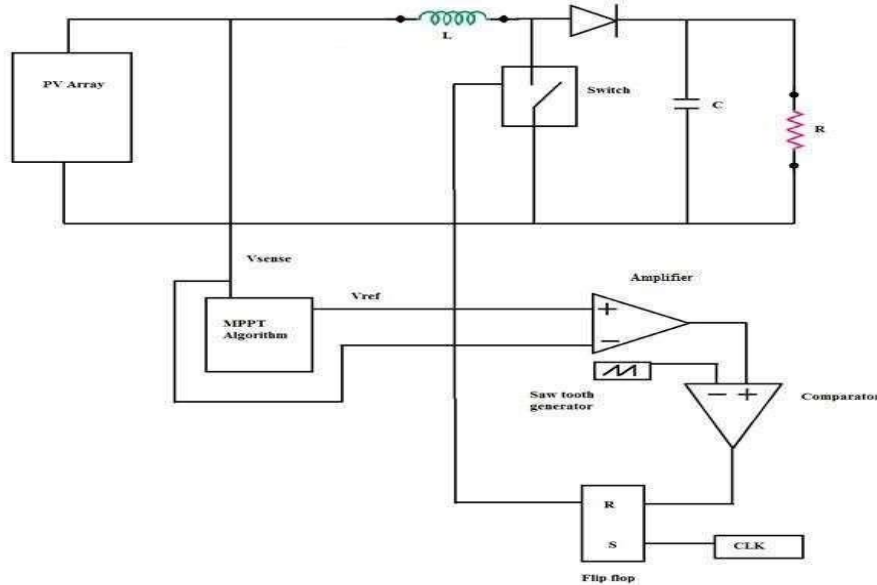 L
PV Array
Switch
C
R
Vsense
Amplifier
Vref
+
MPPT
Algorithm
−
Saw tooth
generator
− +
Comparator
R
S
CLK
Flip flop